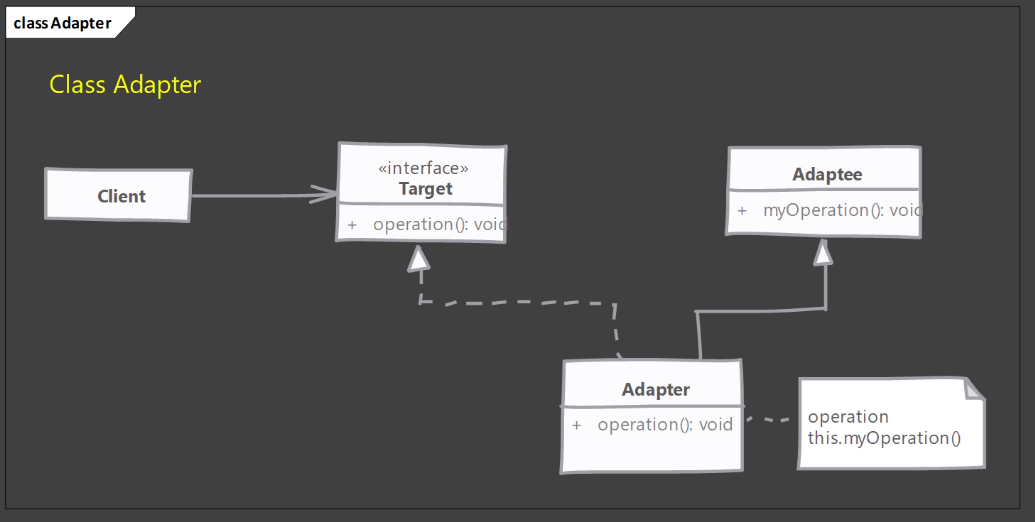 class Adapter
Class Adapter
Client
«interface»
Target
+ operation(): void
Adaptee
+ myOperation(): void
Adapter
+ operation(): void
operation
this.myOperation()